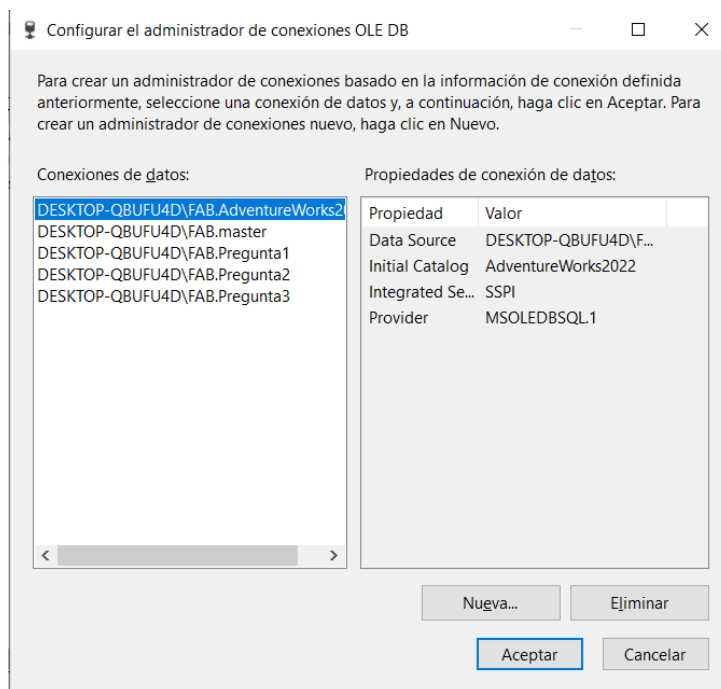 Configurar el administrador de conexiones OLE DB
Para crear un administrador de conexiones basado en la información de conexión definida
anteriormente, seleccione una conexión de datos y, a continuación, haga clic en Aceptar. Para
crear un administrador de conexiones nuevo, haga clic en Nuevo.
Conexiones de datos:
DESKTOP-QBUFU4D\FAB.AdventureWorks2
DESKTOP-QBUFU4D\FAB.master
DESKTOP-QBUFU4D\FAB.Pregunta1
DESKTOP-QBUFU4D\FAB.Pregunta2
DESKTOP-QBUFU4D\FAB.Pregunta3
Propiedades de conexión de datos:
Propiedad Valor
Data Source DESKTOP-QBUFU4D\F...
Initial Catalog AdventureWorks2022
Integrated Se... SSPI
Provider MSOLEDBSQL.1
Nueva... Eliminar
Aceptar Cancelar